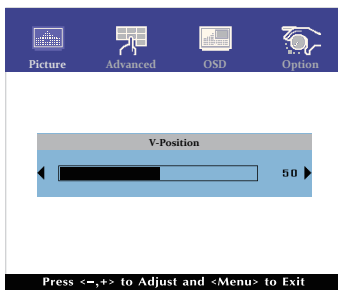 Picture Advanced OSD Option
V-Position
50
Press <–,+> to Adjust and <Menu> to Exit